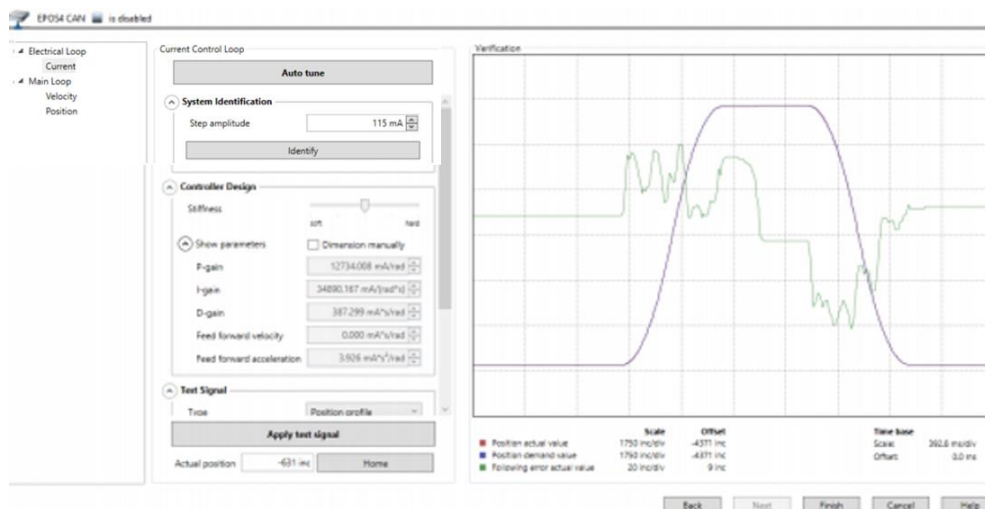 EPOS4 CAN is disabled
Electrical Loop
Current
Main Loop
Velocity
Position
Current Control Loop
Auto tune
System Identification
Step amplitude 115 mA
Identify
Controller Design
Stiffness
soft hard
Show parameters Dimension manually
P-gain 12734.008 mA/rad
I-gain 34890.167 mA/(rad*s)
D-gain 387.299 mA*s/rad
Feed forward velocity 0.000 mA*s/rad
Feed forward acceleration 3.926 mA*s²/rad
Test Signal
Type Position profile
Apply test signal
Actual position -631 inc Home
Verification
Scale Offset Time base
Position actual value 1750 inc/div -4371 inc Scale: 392.8 ms/div
Position demand value 1750 inc/div -4371 inc Offset: 0.0 ms
Following error actual value 20 inc/div 9 inc
Back Next Finish Cancel Help